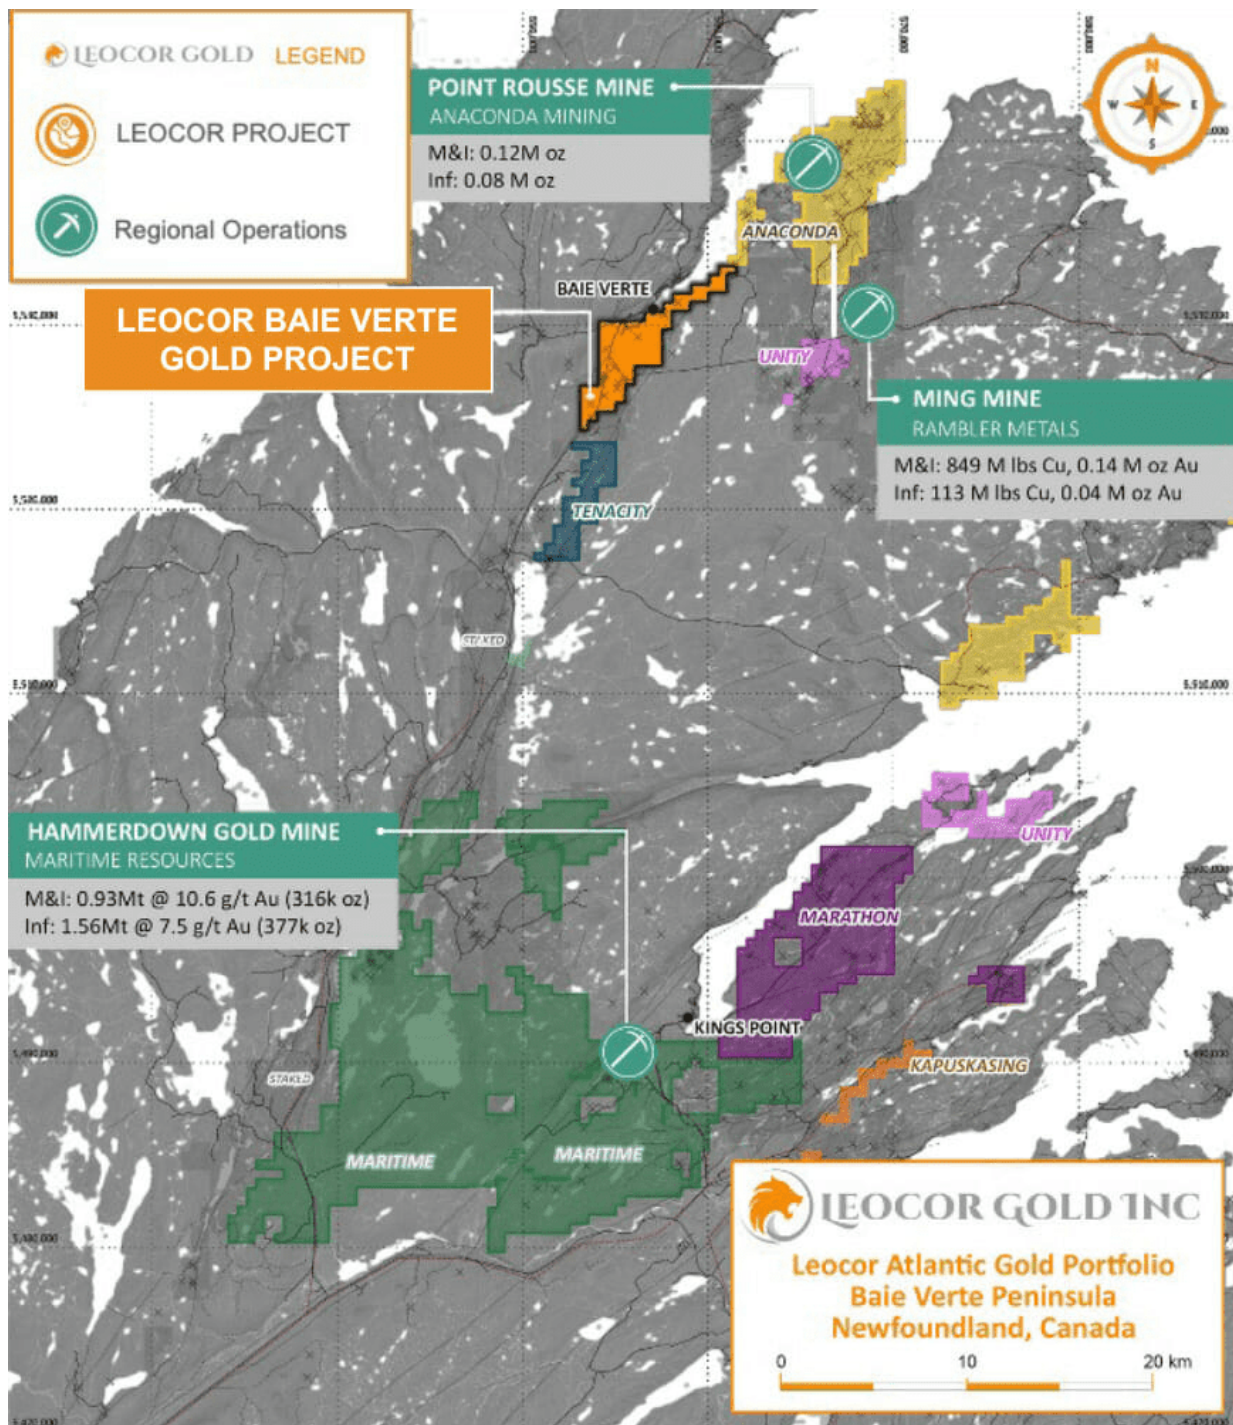 LEOCOR GOLD LEGEND
LEOCOR PROJECT
Regional Operations
POINT ROUSSE MINE
ANACONDA MINING
M&I: 0.12M oz
Inf: 0.08 M oz
N
W E
S
ANACONDA
BAIE VERTE
LEOCOR BAIE VERTE
GOLD PROJECT
UNITY
MING MINE
RAMBLER METALS
M&I: 849 M lbs Cu, 0.14 M oz Au
Inf: 113 M lbs Cu, 0.04 M oz Au
TENACITY
STAKED
HAMMERDOWN GOLD MINE
MARITIME RESOURCES
M&I: 0.93Mt @ 10.6 g/t Au (316k oz)
Inf: 1.56Mt @ 7.5 g/t Au (377k oz)
UNITY
MARATHON
KINGS POINT
KAPUSKASING
STAKED
MARITIME
MARITIME
LEOCOR GOLD INC
Leocor Atlantic Gold Portfolio
Baie Verte Peninsula
Newfoundland, Canada
0 10 20 km